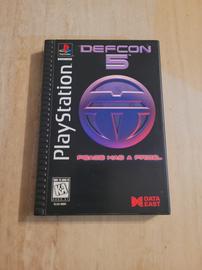 PlayStation
DEFCON
5
PEACE HAS A PRICE.
K-A
DATA
EAST